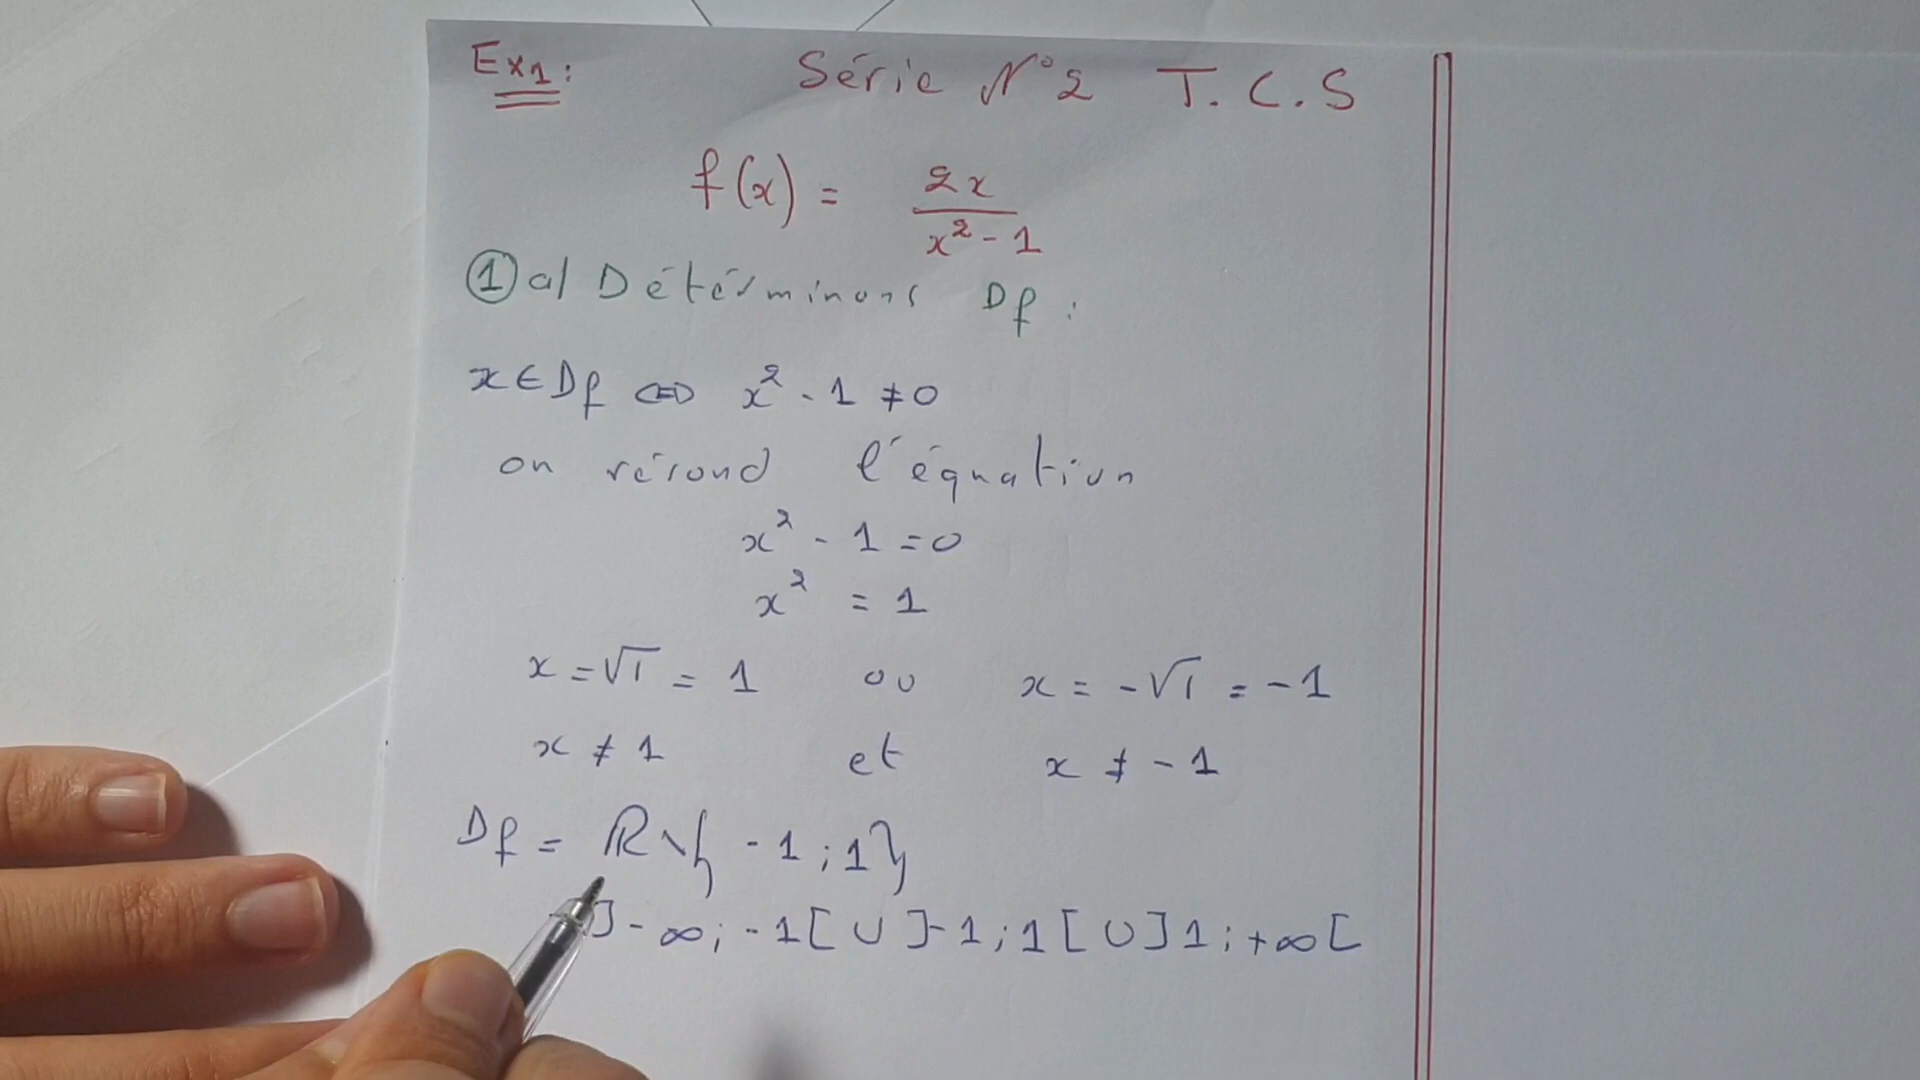 Ex1: Série N°2 T.C.S
f(x) = 2x / x² - 1
① a/ Détérminons Df :
x ∈ Df ⇔ x² - 1 ≠ 0
on résoud l'équation
x² - 1 = 0
x² = 1
x = √1 = 1 ou x = -√1 = -1
x ≠ 1 et x ≠ -1
Df = ℝ \ { -1 ; 1 }
]-∞ ; -1[ ∪ ]-1 ; 1[ ∪ ]1 ; +∞[